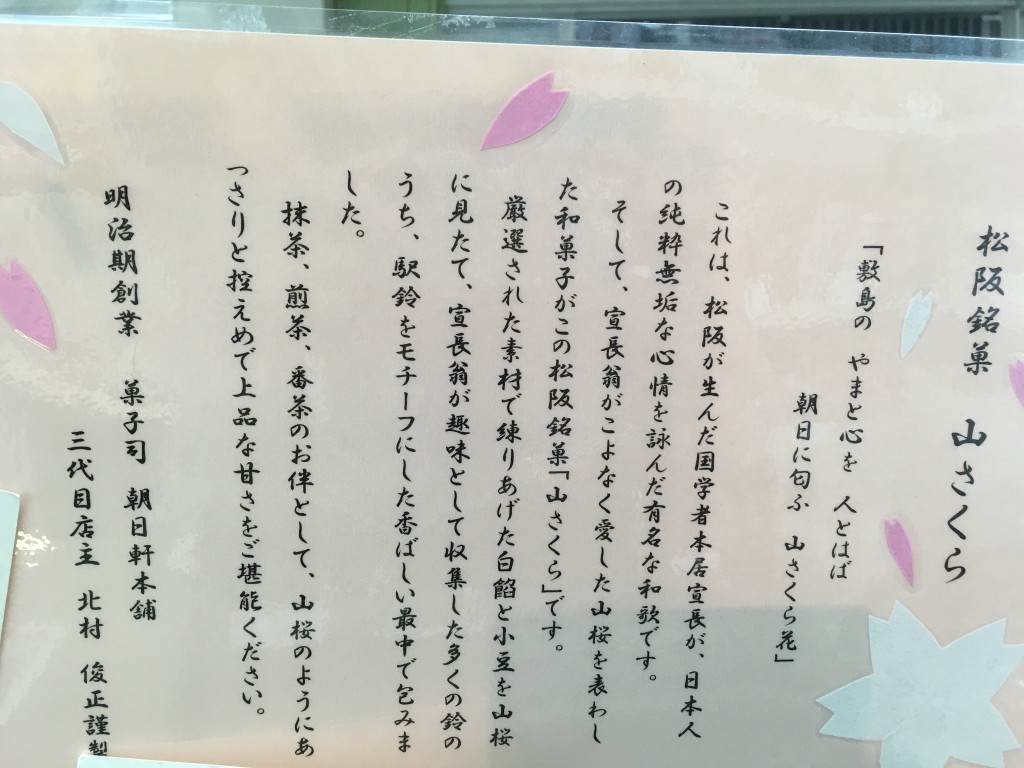 松阪銘菓 山さくら
「敷島の やまと心を 人とはば
朝日に匂ふ 山さくら花」
これは、松阪が生んだ国学者本居宣長が、日本人
の純粋無垢な心情を詠んだ有名な和歌です。
そして、宣長翁がこよなく愛した山桜を表わし
た和菓子がこの松阪銘菓「山さくら」です。
厳選された素材で練りあげた白餡と小豆を山桜
に見たて、宣長翁が趣味として収集した多くの鈴の
うち、駅鈴をモチーフにした香ばしい最中で包みま
した。
抹茶、煎茶、番茶のお伴として、山桜のようにあ
っさりと控えめで上品な甘さをご堪能ください。
明治期創業 菓子司 朝日軒本舗
三代目店主 北村 俊正謹製